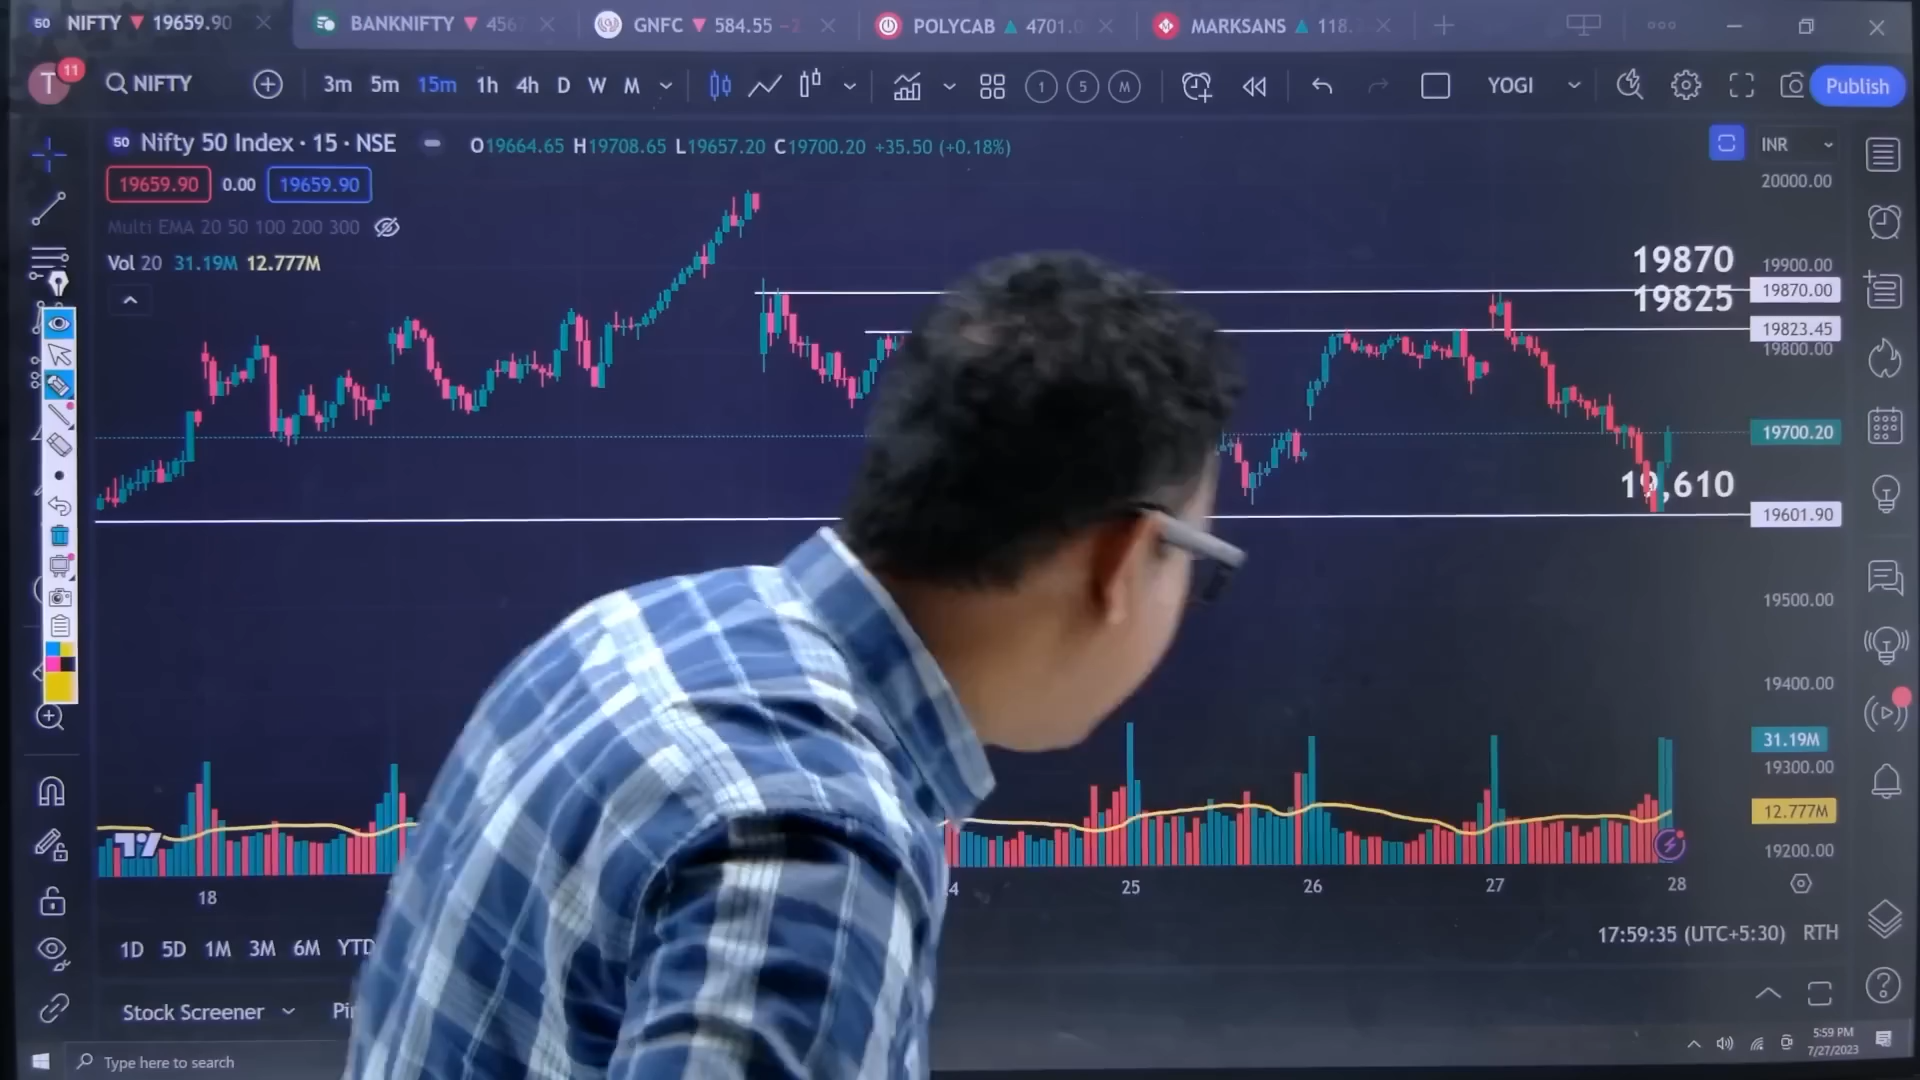 50 NIFTY ▼ 19659.90
BANKNIFTY ▼ 456
GNFC ▼ 584.55 −2
POLYCAB ▲ 4701.0
MARKSANS ▲ 118.
T 11
NIFTY
3m 5m 15m 1h 4h D W M
1 5 M
YOGI
Publish
50 Nifty 50 Index · 15 · NSE
O19664.65 H19708.65 L19657.20 C19700.20 +35.50 (+0.18%)
INR
19659.90 0.00 19659.90
20000.00
Multi EMA 20 50 100 200 300
Vol 20 31.19M 12.777M
19870
19900.00
19870.00
19825
19823.45
19800.00
19700.20
19,610
19601.90
19500.00
19400.00
31.19M
19300.00
12.777M
19200.00
18 4 25 26 27 28
1D 5D 1M 3M 6M YTD
17:59:35 (UTC+5:30) RTH
Stock Screener Pi
5:59 PM
Type here to search
7/27/2023